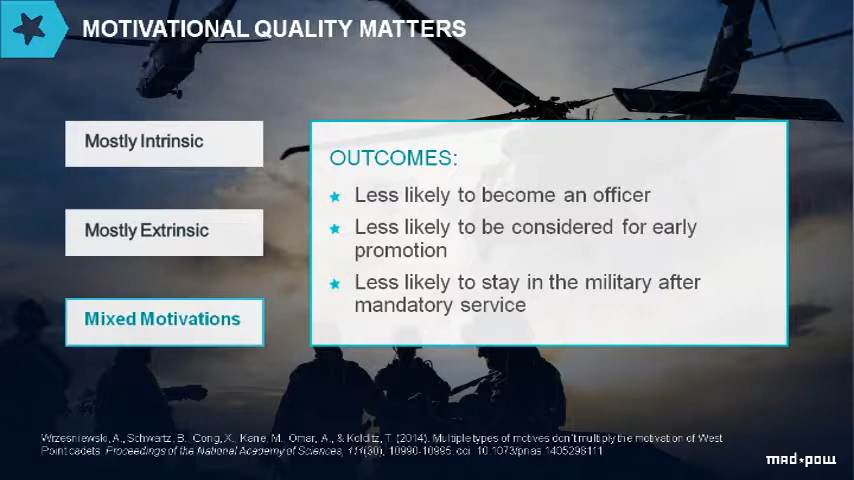 MOTIVATIONAL QUALITY MATTERS
Mostly Intrinsic
Mostly Extrinsic
Mixed Motivations
OUTCOMES:
Less likely to become an officer
Less likely to be considered for early
promotion
Less likely to stay in the military after
mandatory service
Wrzesniewski, A., Schwartz, B., Cong, X., Kane, M., Omar, A., & Kolditz, T. (2014). Multiple types of motives don't multiply the motivation of West
Point cadets. Proceedings of the National Academy of Sciences, 111(30), 10990-10995. doi: 10.1073/pnas.1405298111
mad*pow